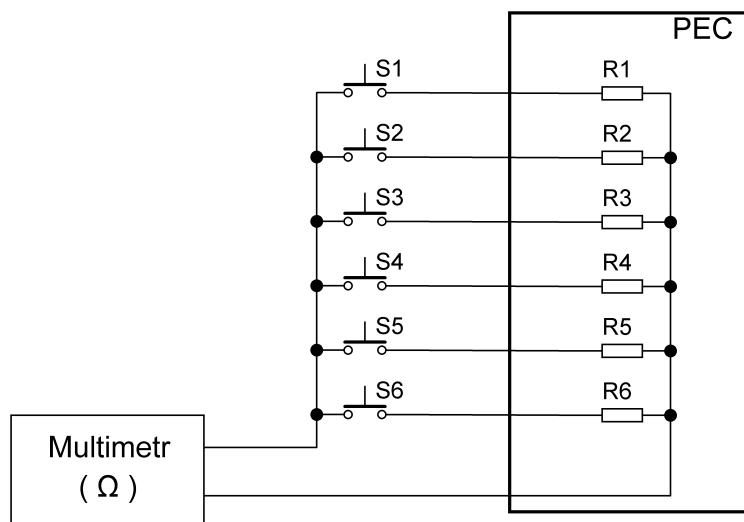 PEC
S1
R1
S2
R2
S3
R3
S4
R4
S5
R5
S6
R6
Multimetr
( Ω )